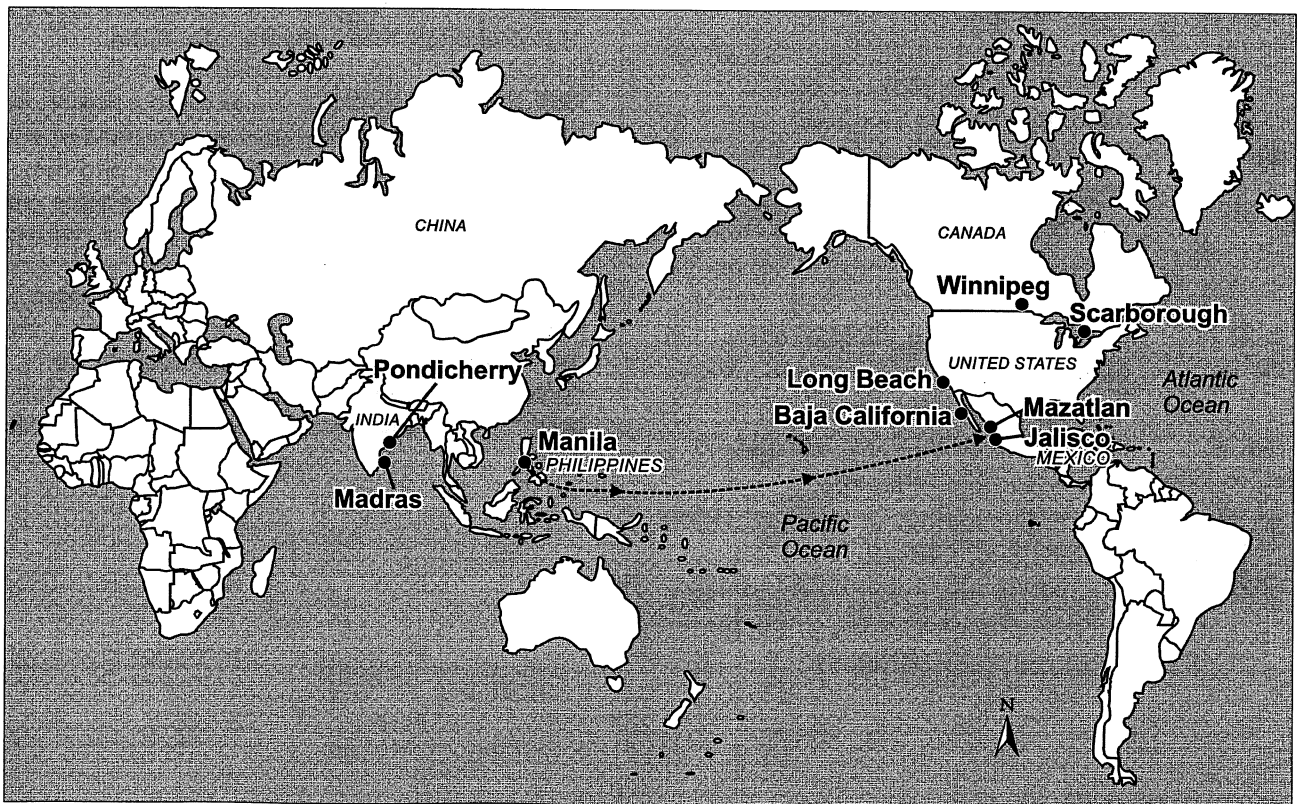 CHINA
CANADA
Winnipeg
Scarborough
UNITED STATES
Pondicherry
Long Beach
Atlantic
Ocean
INDIA
Baja California
Mazatlan
Manila
Jalisco
PHILIPPINES
MEXICO
Madras
Pacific
Ocean
N